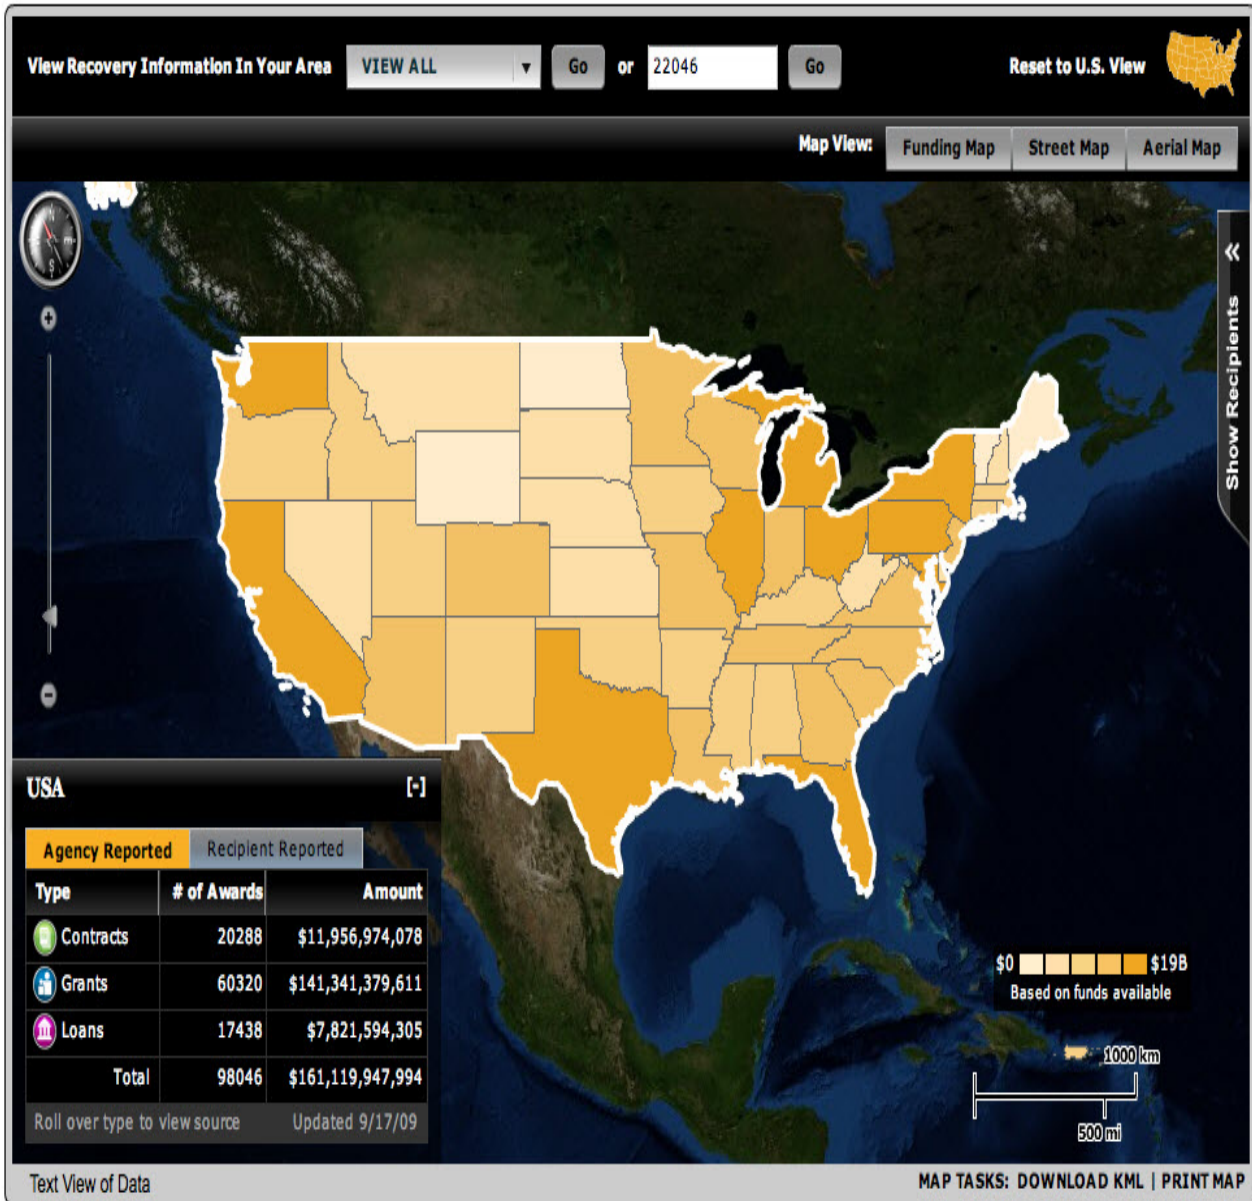 View Recovery Information In Your Area VIEW ALL Go or 22046 Go Reset to U.S. View
Map View: Funding Map Street Map Aerial Map
N
S
Show Recipients
USA [-]
Agency Reported Recipient Reported
Type # of Awards Amount
Contracts 20288 $11,956,974,078
Grants 60320 $141,341,379,611
Loans 17438 $7,821,594,305
Total 98046 $161,119,947,994
Roll over type to view source Updated 9/17/09
$0 $19B
Based on funds available
1000 km
500 mi
Text View of Data MAP TASKS: DOWNLOAD KML | PRINT MAP